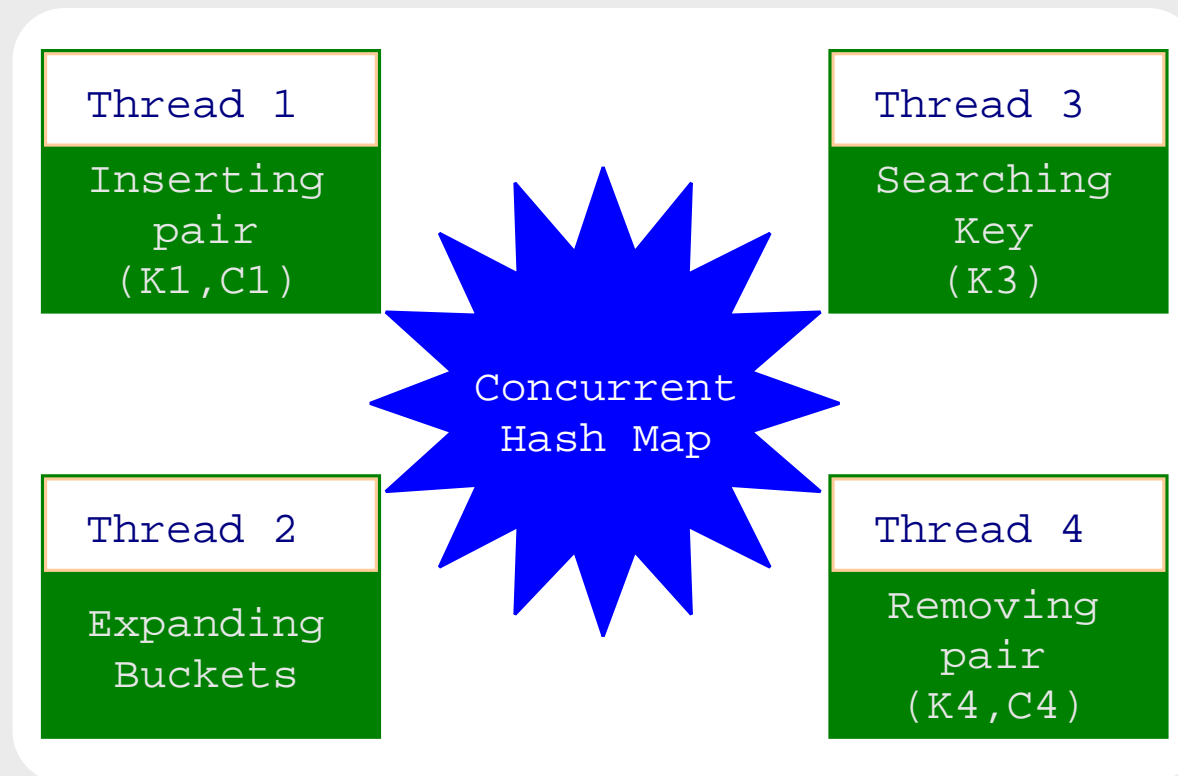 Thread 1
Inserting
pair
(K1,C1)
Thread 3
Searching
Key
(K3)
Concurrent
Hash Map
Thread 2
Expanding
Buckets
Thread 4
Removing
pair
(K4,C4)